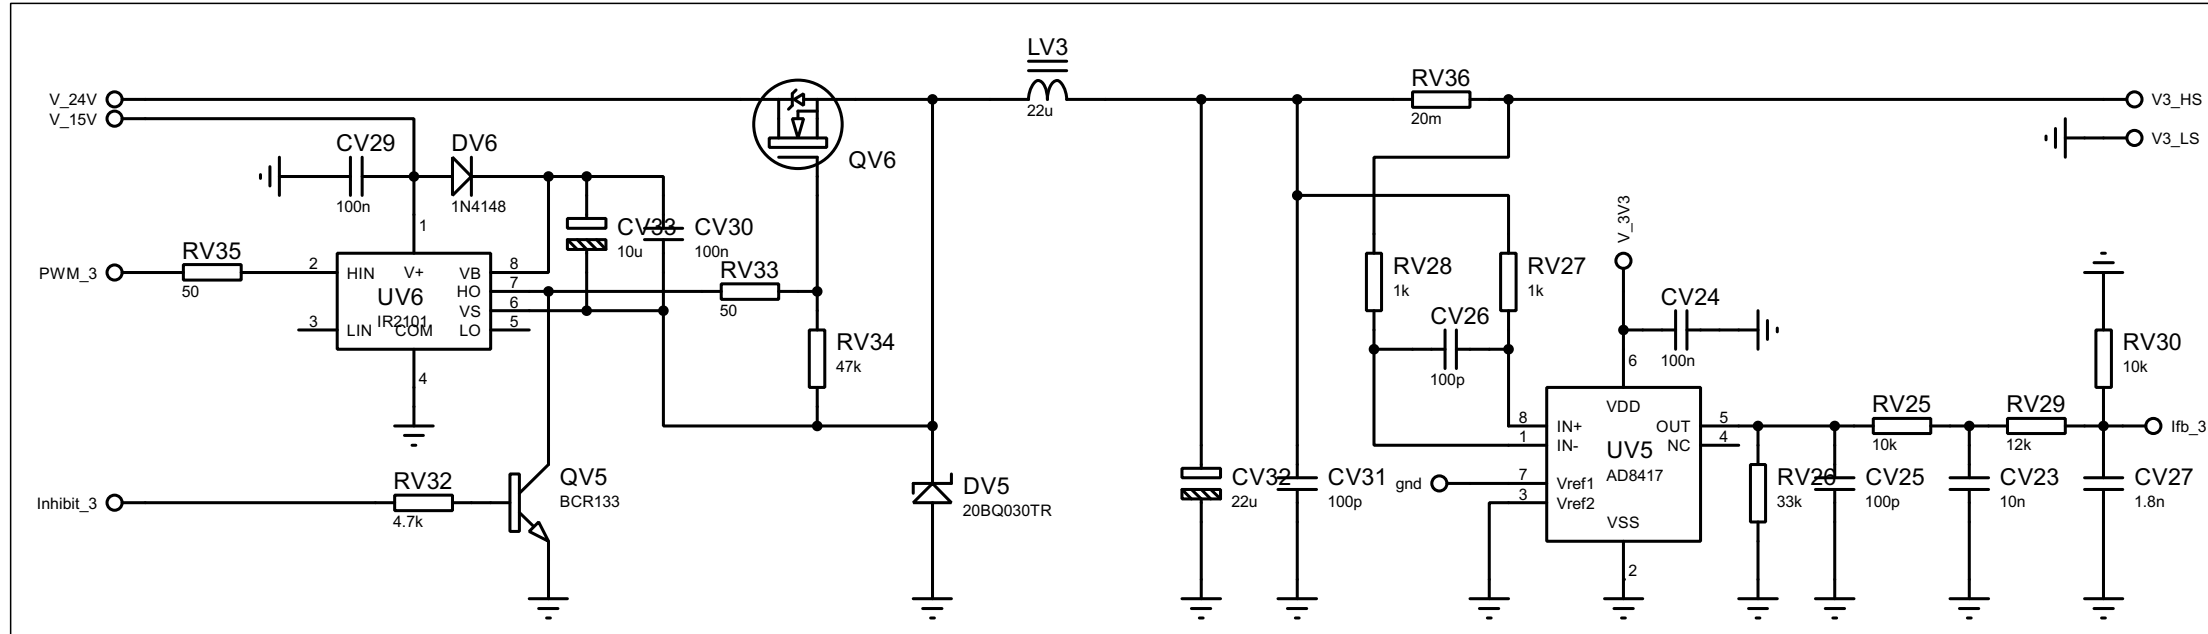 LV3
22u
RV36
20m
V_24V
V_15V
V3_HS
V3_LS
CV29
100n
DV6
1N4148
QV6
1
CV33
10u
CV30
100n
V_3V3
PWM_3
RV35
50
2
HIN
V+
VB
8
HO
7
VS
6
LIN
3
COM
LO
5
UV6
IR2101
4
RV33
50
RV34
47k
RV28
1k
RV27
1k
CV26
100p
CV24
100n
6
RV30
10k
VDD
8
IN+
1
IN-
OUT
5
NC
4
UV5
AD8417
gnd
7
Vref1
3
Vref2
VSS
2
RV25
10k
RV29
12k
Ifb_3
Inhibit_3
RV32
4.7k
QV5
BCR133
DV5
20BQ030TR
CV32
22u
CV31
100p
RV26
33k
CV25
100p
CV23
10n
CV27
1.8n